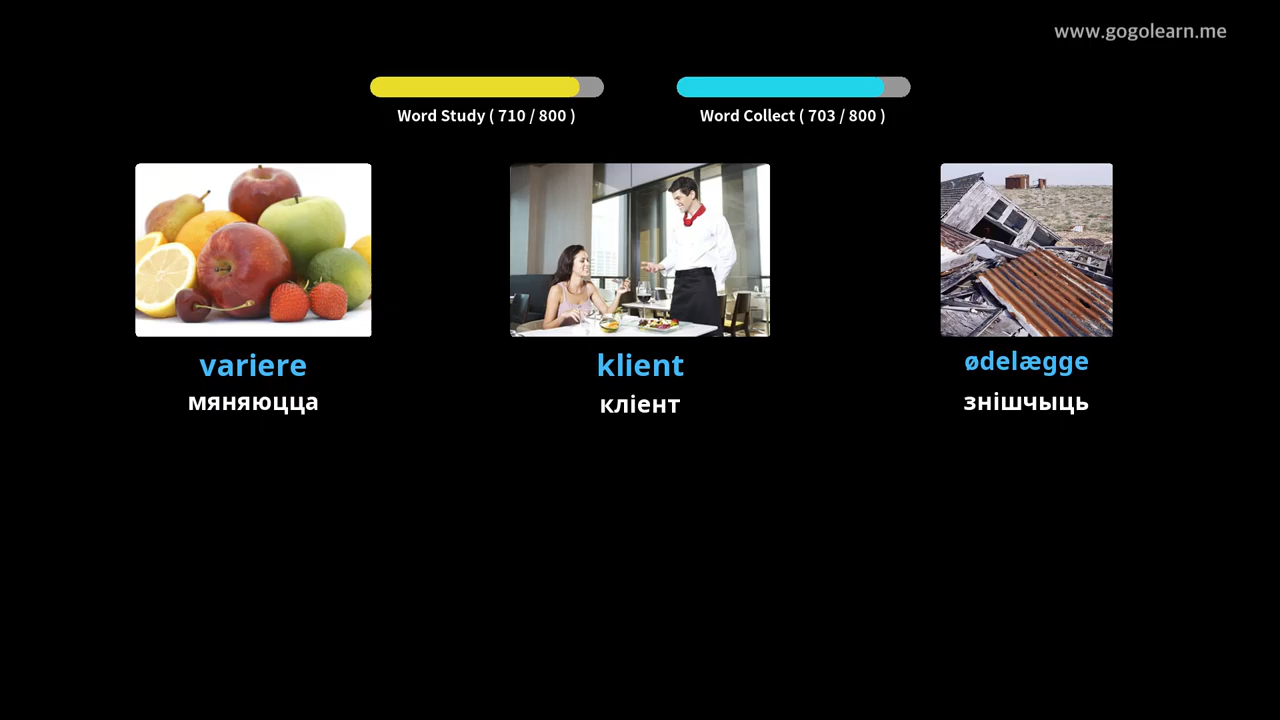 www.gogolearn.me
Word Study ( 710 / 800 )
Word Collect ( 703 / 800 )
variere
мяняюцца
klient
кліент
ødelægge
знішчыць